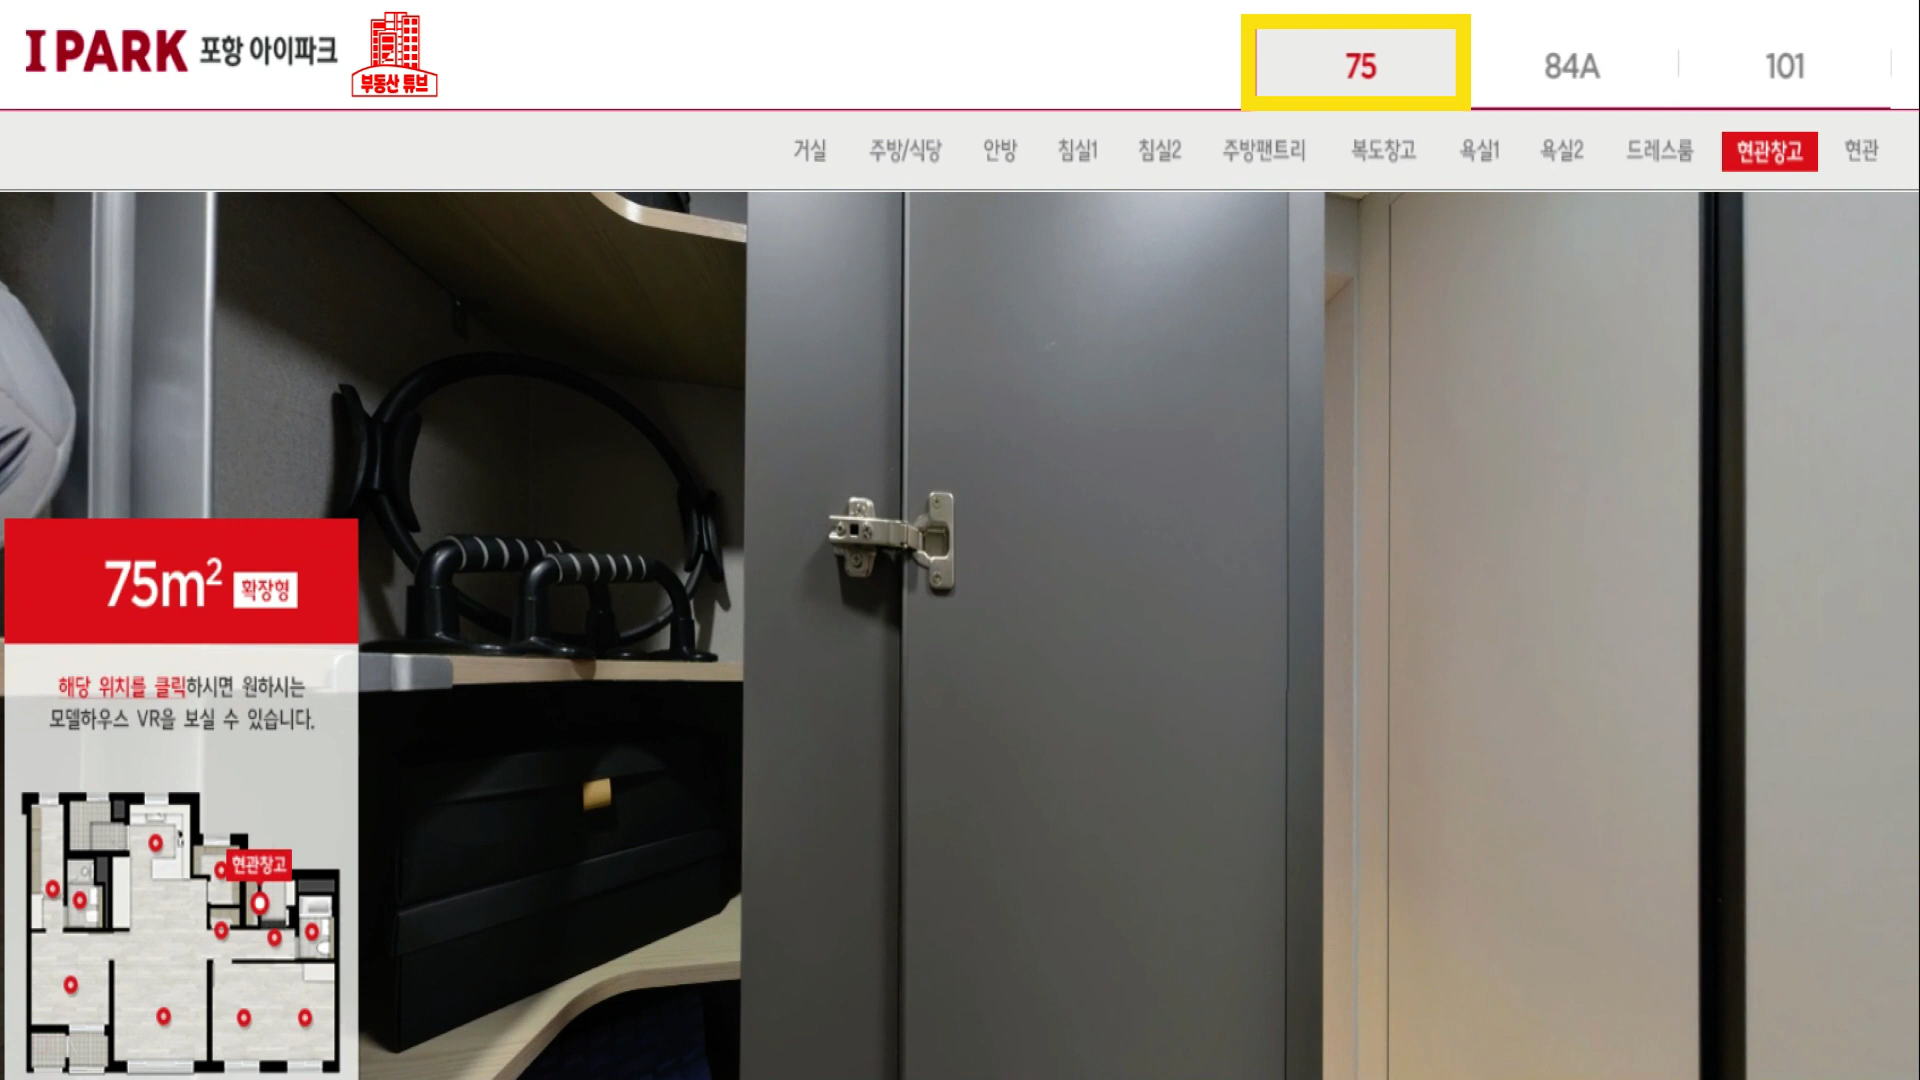 I PARK 포항 아이파크
부동산 튜브
75 84A 101
거실 주방/식당 안방 침실1 침실2 주방팬트리 복도창고 욕실1 욕실2 드레스룸 현관창고 현관
75m² 확장형
해당 위치를 클릭하시면 원하시는
모델하우스 VR을 보실 수 있습니다.
현관창고